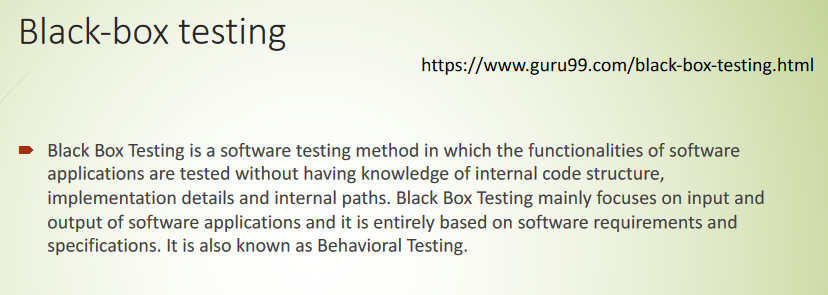 Black-box testing
https://www.guru99.com/black-box-testing.html
Black Box Testing is a software testing method in which the functionalities of software
applications are tested without having knowledge of internal code structure,
implementation details and internal paths. Black Box Testing mainly focuses on input and
output of software applications and it is entirely based on software requirements and
specifications. It is also known as Behavioral Testing.